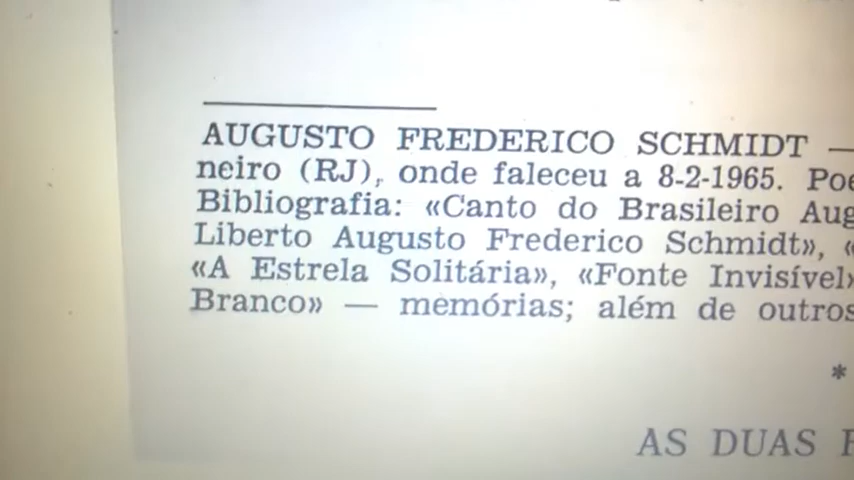 AUGUSTO FREDERICO SCHMIDT —
neiro (RJ), onde faleceu a 8-2-1965.
Bibliografia: «Canto do Brasileiro
Liberto Augusto Frederico Schmidt», «
«A Estrela Solitária», «Fonte Invisível»
Branco» — memórias; além de outros
*
AS DUAS